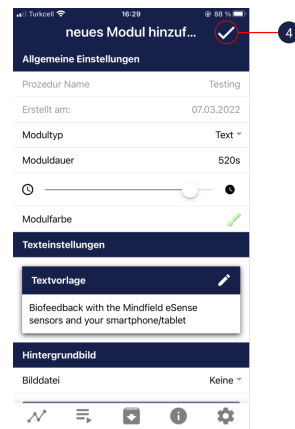 Turkcell 16:29 88 %
neues Modul hinzuf...
4
Allgemeine Einstellungen
Prozedur Name Testing
Erstellt am: 07.03.2022
Modultyp Text
Moduldauer 520s
Modulfarbe
Texteinstellungen
Textvorlage
Biofeedback with the Mindfield eSense
sensors and your smartphone/tablet
Hintergrundbild
Bilddatei Keine